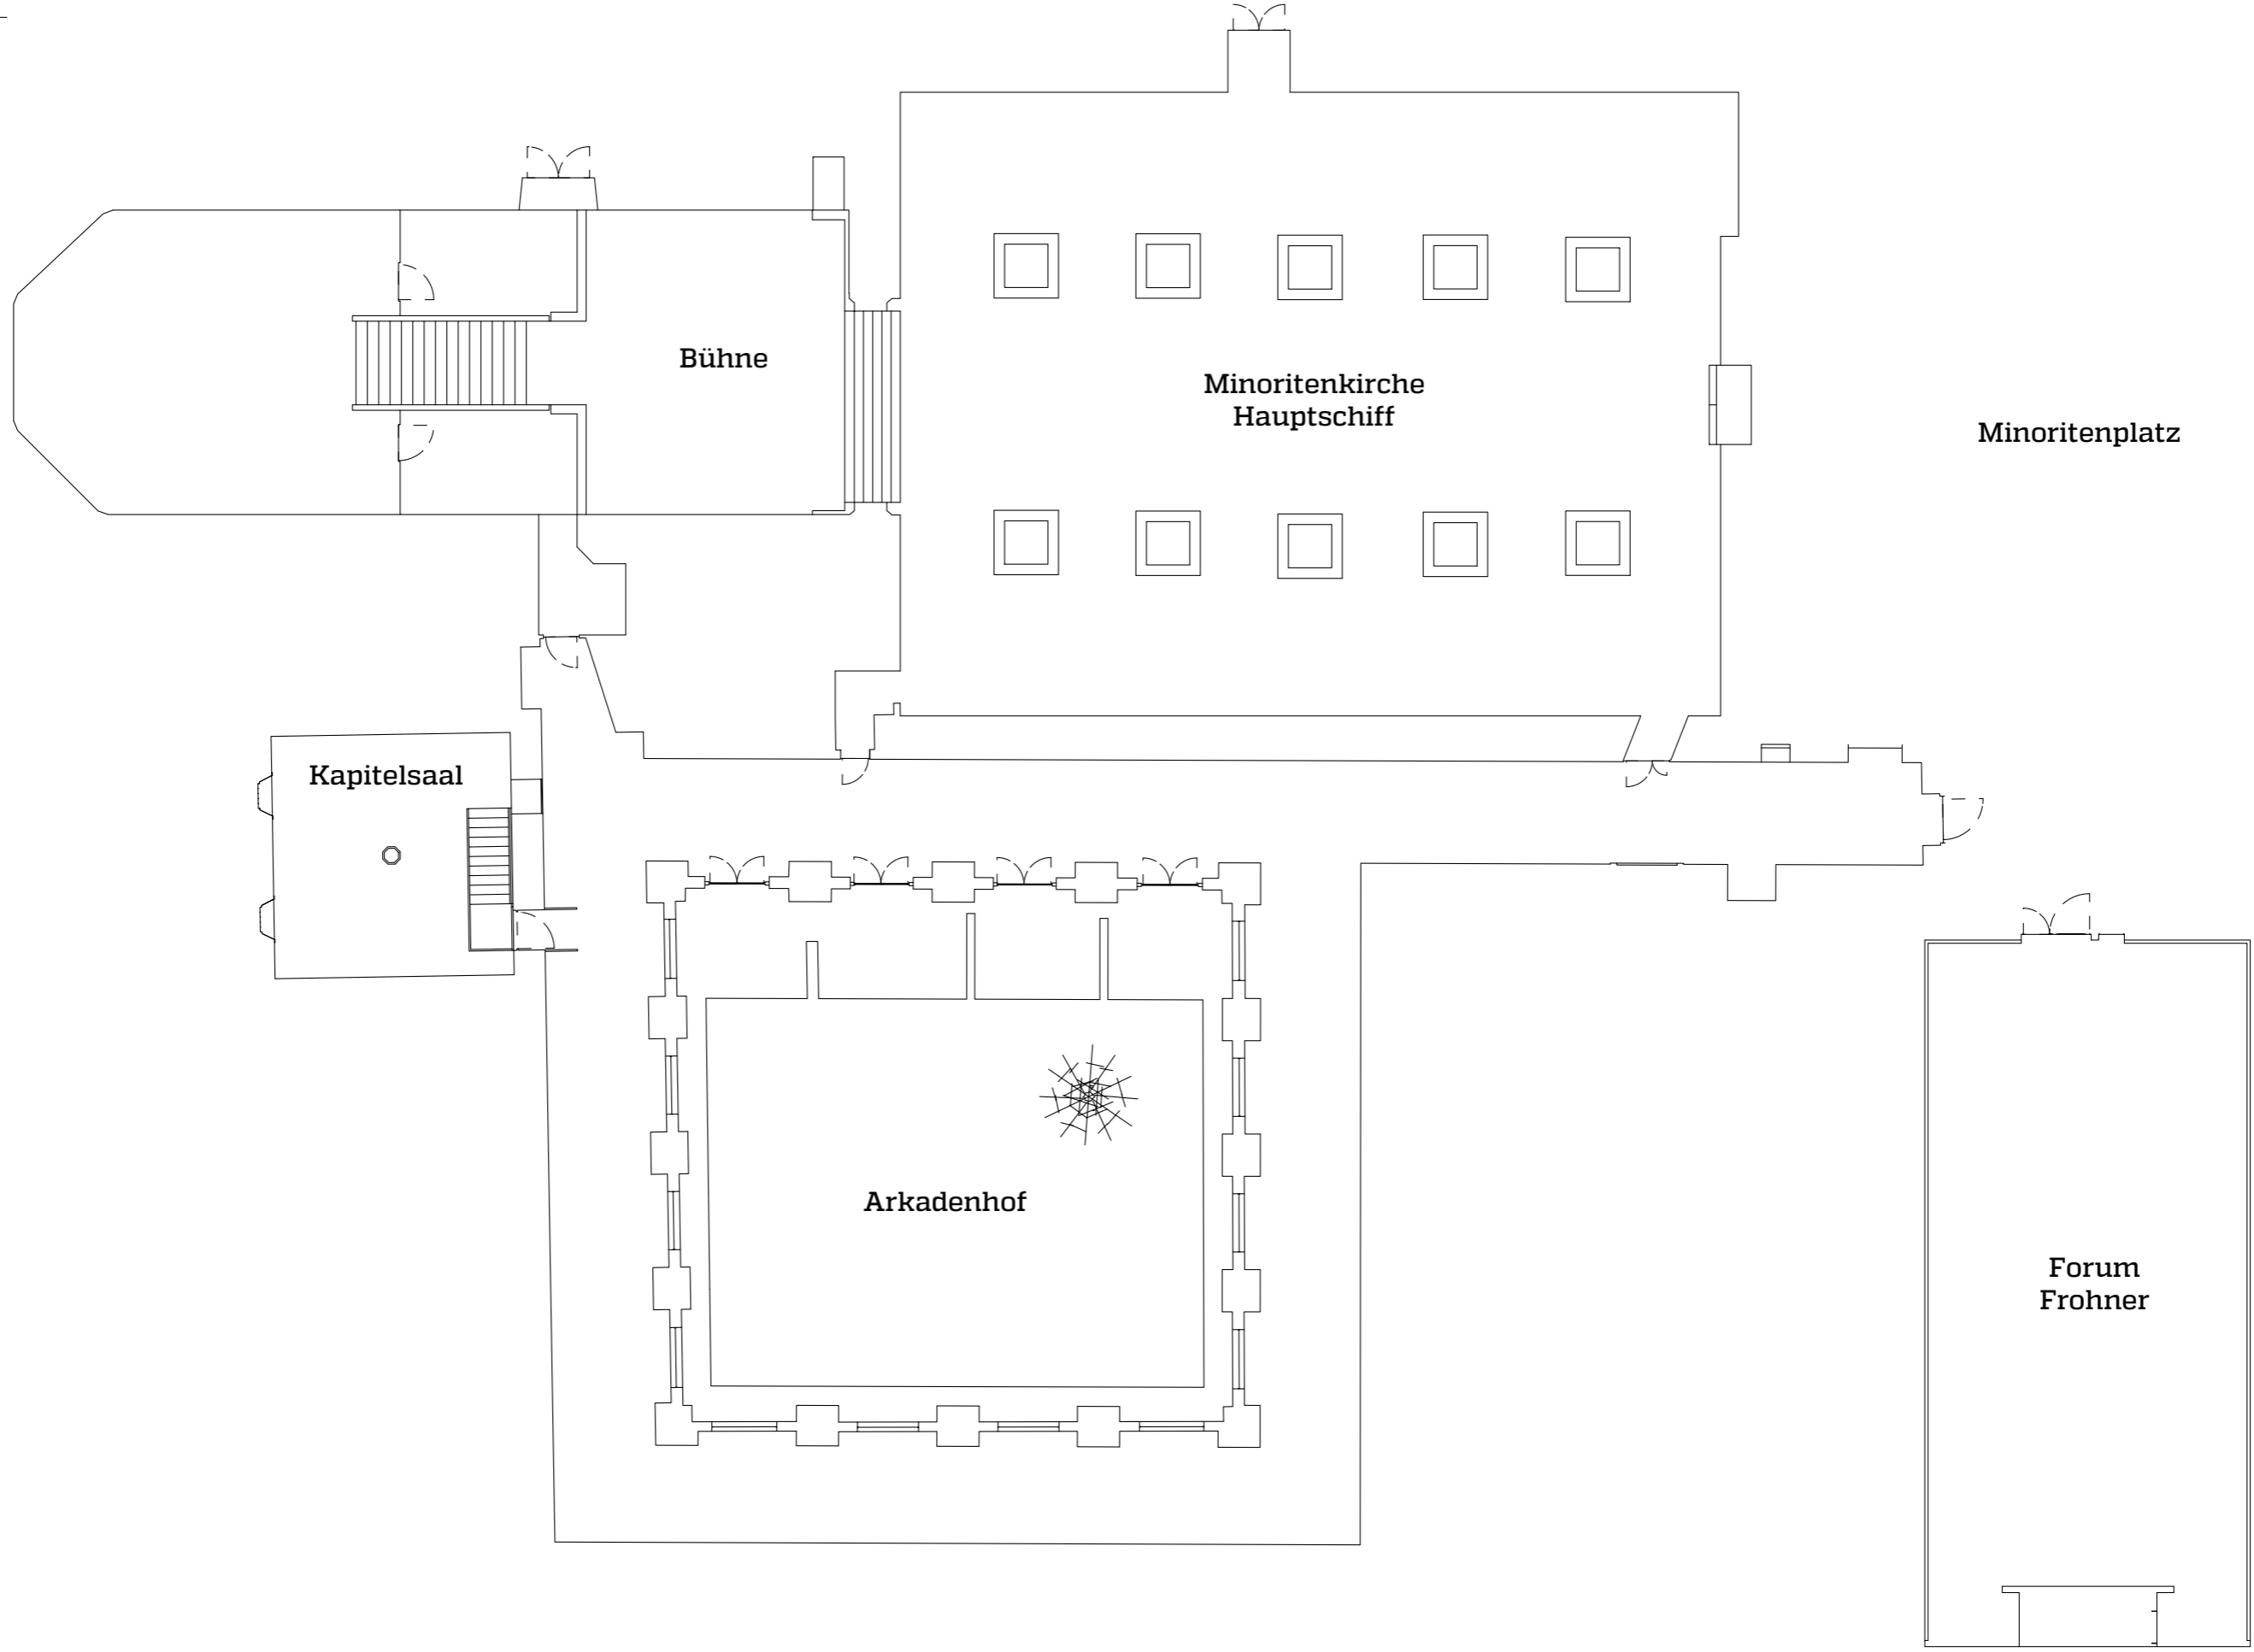 Bühne
Minoritenkirche
Hauptschiff
Minoritenplatz
Kapitelsaal
Arkadenhof
Forum
Frohner